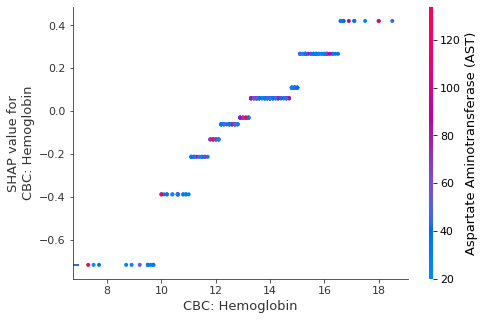 0.4
0.2
0.0
−0.2
−0.4
−0.6
SHAP value for
CBC: Hemoglobin
8 10 12 14 16 18
CBC: Hemoglobin
120
100
80
60
40
20
Aspartate Aminotransferase (AST)